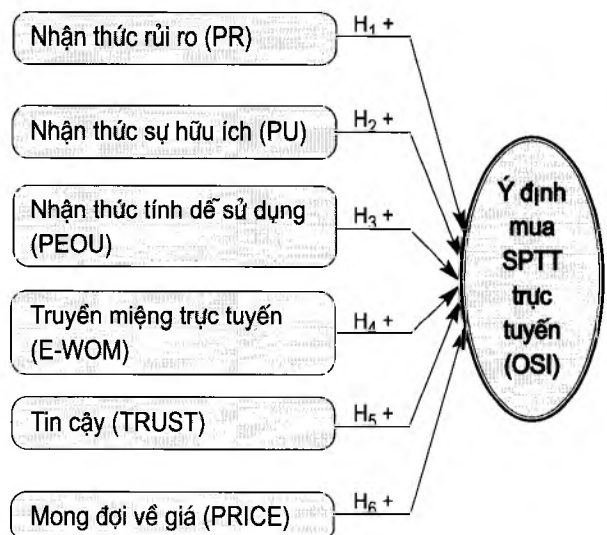 Nhận thức rủi ro (PR)
H₁ +
Nhận thức sự hữu ích (PU)
H₂ +
Nhận thức tính dễ sử dụng
(PEOU)
H₃ +
Truyền miệng trực tuyến
(E-WOM)
H₄ +
Tin cậy (TRUST)
H₅ +
Mong đợi về giá (PRICE)
H₆ +
Ý định
mua
SPTT
trực
tuyến
(OSI)